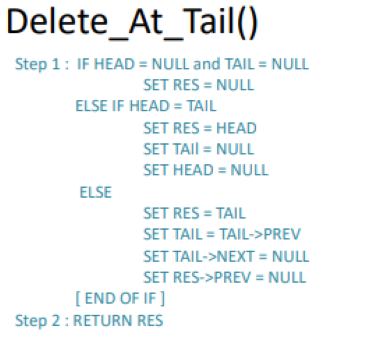 Delete_At_Tail()
Step 1 : IF HEAD = NULL and TAIL = NULL
SET RES = NULL
ELSE IF HEAD = TAIL
SET RES = HEAD
SET TAIl = NULL
SET HEAD = NULL
ELSE
SET RES = TAIL
SET TAIL = TAIL->PREV
SET TAIL->NEXT = NULL
SET RES->PREV = NULL
[ END OF IF ]
Step 2 : RETURN RES